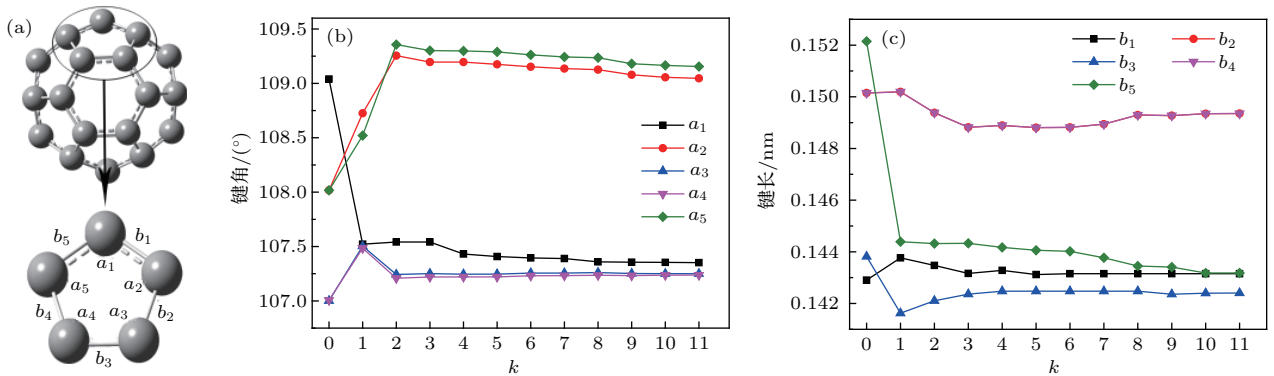 (a)
b5
b1
a1
a5
a2
b4
a4
a3
b2
b3
(b)
109.5
109.0
108.5
108.0
107.5
107.0
键角/(°)
a1
a2
a3
a4
a5
0 1 2 3 4 5 6 7 8 9 10 11
k
(c)
0.152
0.150
0.148
0.146
0.144
0.142
键长/nm
b1 b2
b3 b4
b5
0 1 2 3 4 5 6 7 8 9 10 11
k